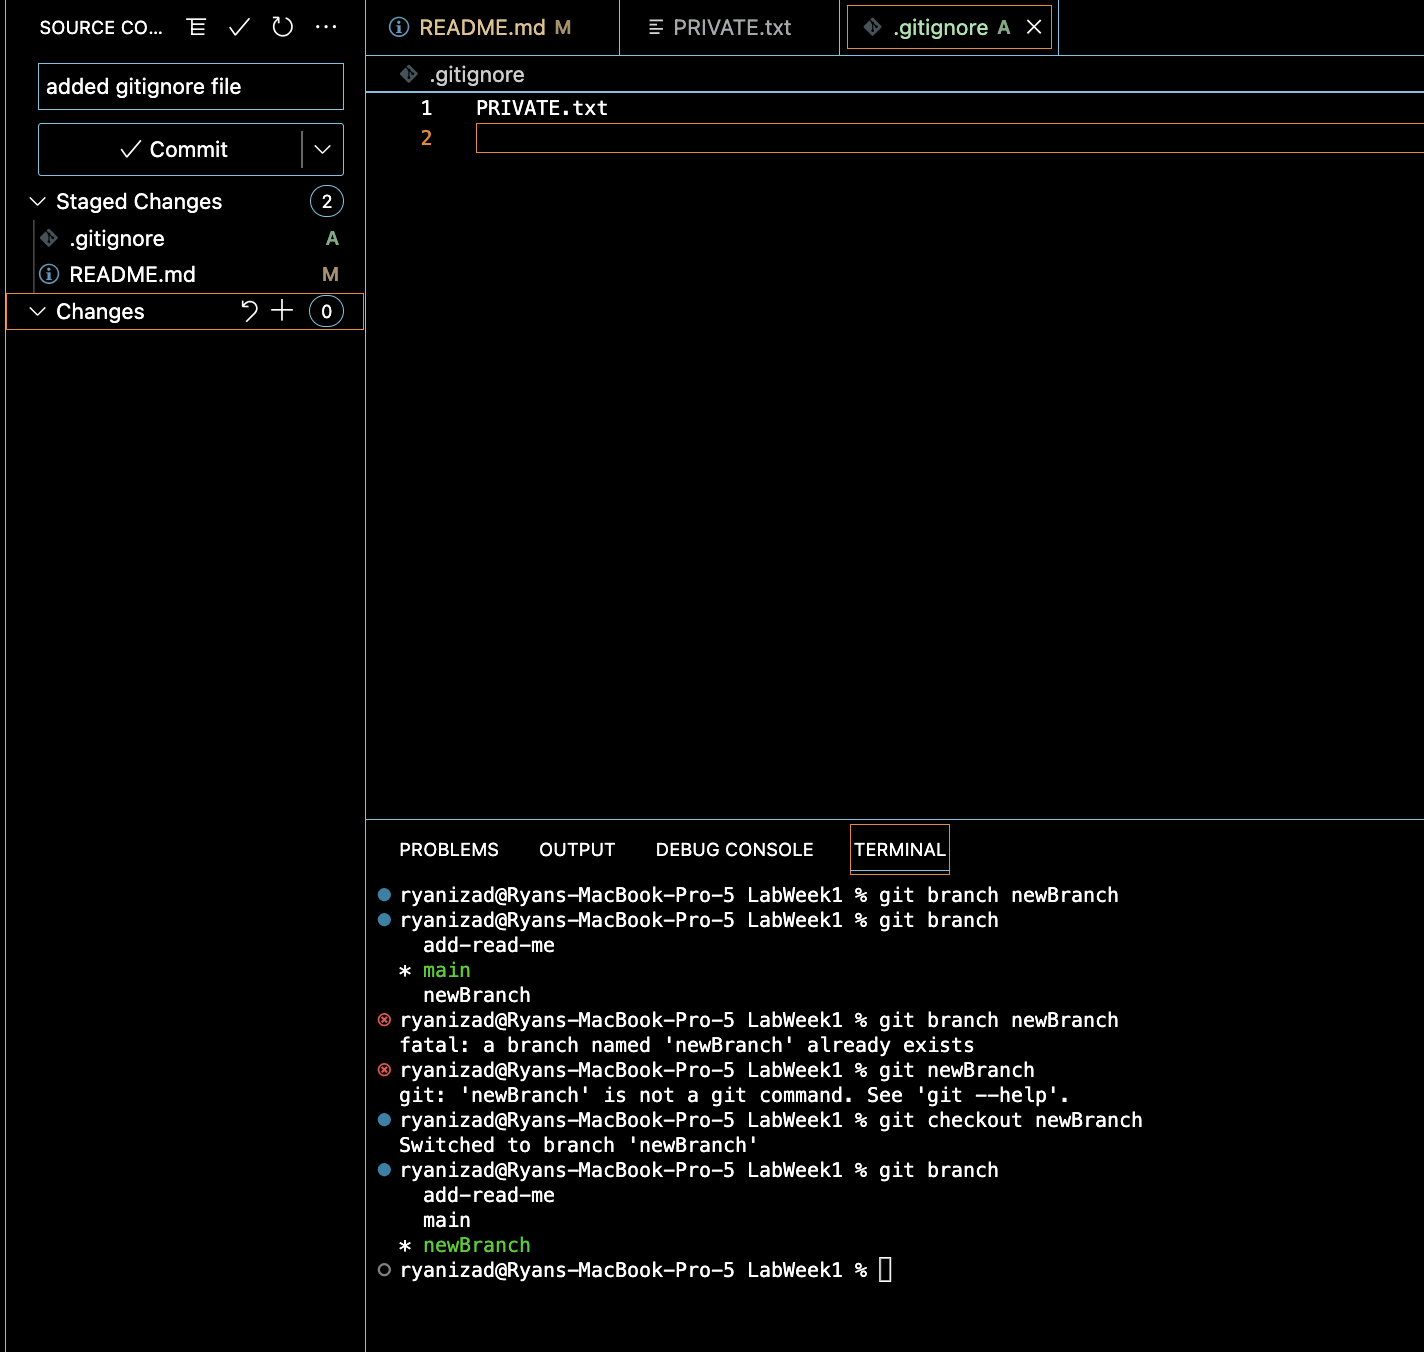 SOURCE CO...
added gitignore file
Commit
Staged Changes 2
.gitignore A
README.md M
Changes 0
README.md M
PRIVATE.txt
.gitignore A
.gitignore
1 PRIVATE.txt
2
PROBLEMS OUTPUT DEBUG CONSOLE TERMINAL
ryanizad@Ryans-MacBook-Pro-5 LabWeek1 % git branch newBranch
ryanizad@Ryans-MacBook-Pro-5 LabWeek1 % git branch
add-read-me
* main
newBranch
ryanizad@Ryans-MacBook-Pro-5 LabWeek1 % git branch newBranch
fatal: a branch named 'newBranch' already exists
ryanizad@Ryans-MacBook-Pro-5 LabWeek1 % git newBranch
git: 'newBranch' is not a git command. See 'git --help'.
ryanizad@Ryans-MacBook-Pro-5 LabWeek1 % git checkout newBranch
Switched to branch 'newBranch'
ryanizad@Ryans-MacBook-Pro-5 LabWeek1 % git branch
add-read-me
main
* newBranch
ryanizad@Ryans-MacBook-Pro-5 LabWeek1 %